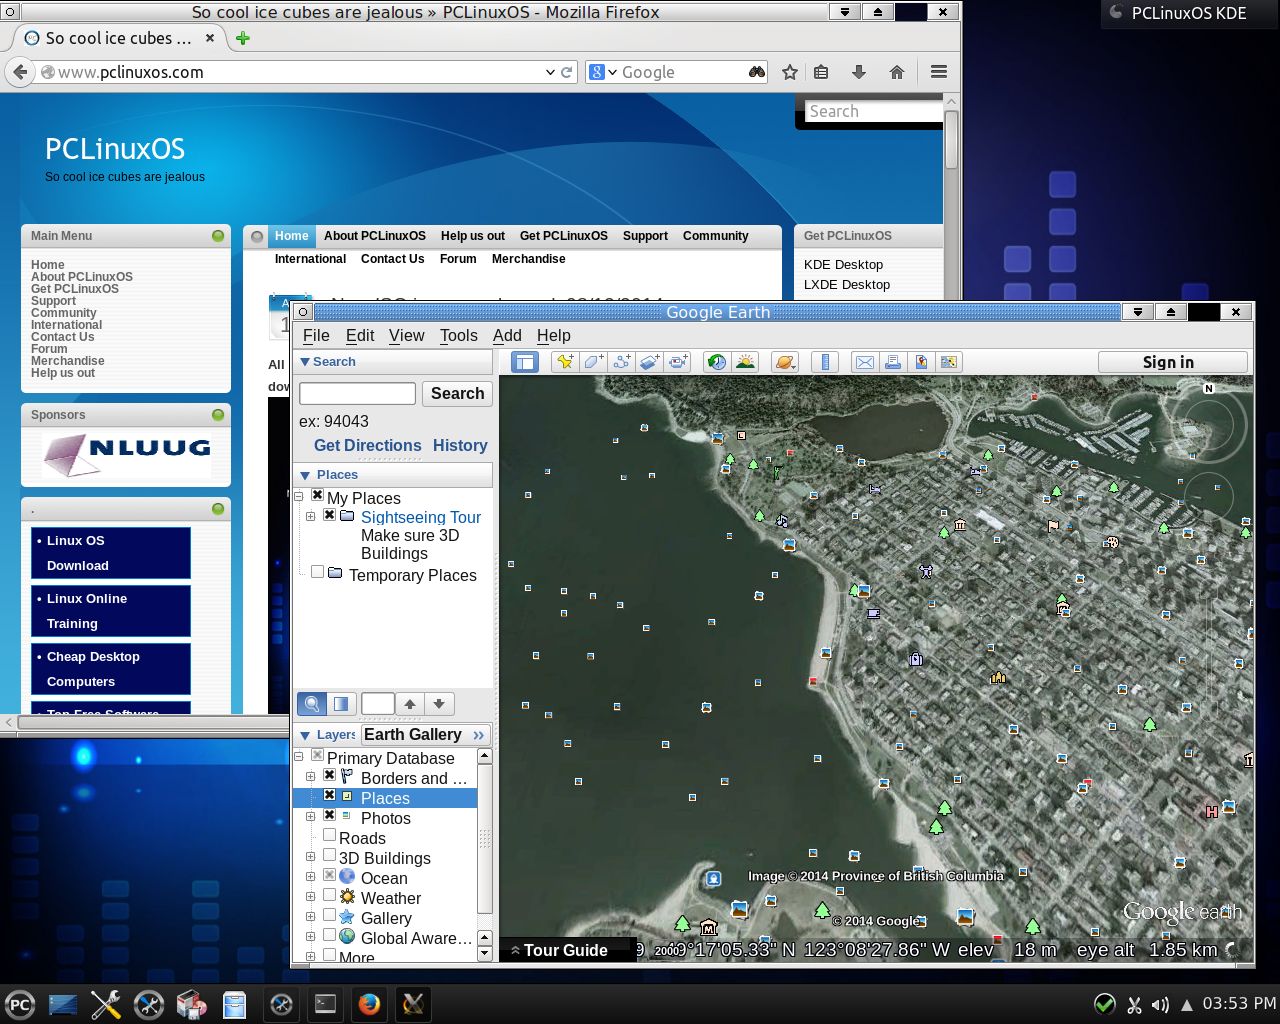 So cool ice cubes are jealous » PCLinuxOS - Mozilla Firefox
PCLinuxOS KDE
So cool ice cubes ...
www.pclinuxos.com
Google
Search
PCLinuxOS
So cool ice cubes are jealous
Main Menu
Home
About PCLinuxOS
Get PCLinuxOS
Support
Community
International
Contact Us
Forum
Merchandise
Help us out
Home About PCLinuxOS Help us out Get PCLinuxOS Support Community
International Contact Us Forum Merchandise
Get PCLinuxOS
KDE Desktop
LXDE Desktop
All
dow
Sponsors
NLUUG
.
• Linux OS
Download
• Linux Online
Training
• Cheap Desktop
Computers
Google Earth
File Edit View Tools Add Help
Search
Search
ex: 94043
Get Directions History
Places
My Places
Sightseeing Tour
Make sure 3D
Buildings
Temporary Places
Layers
Earth Gallery »
Primary Database
Borders and ...
Places
Photos
Roads
3D Buildings
Ocean
Weather
Gallery
Global Aware...
More
Sign in
N
Image © 2014 Province of British Columbia
© 2014 Google
Google earth
Tour Guide
2000
49°17'05.33" N 123°08'27.86" W elev 18 m eye alt 1.85 km
PC
03:53 PM